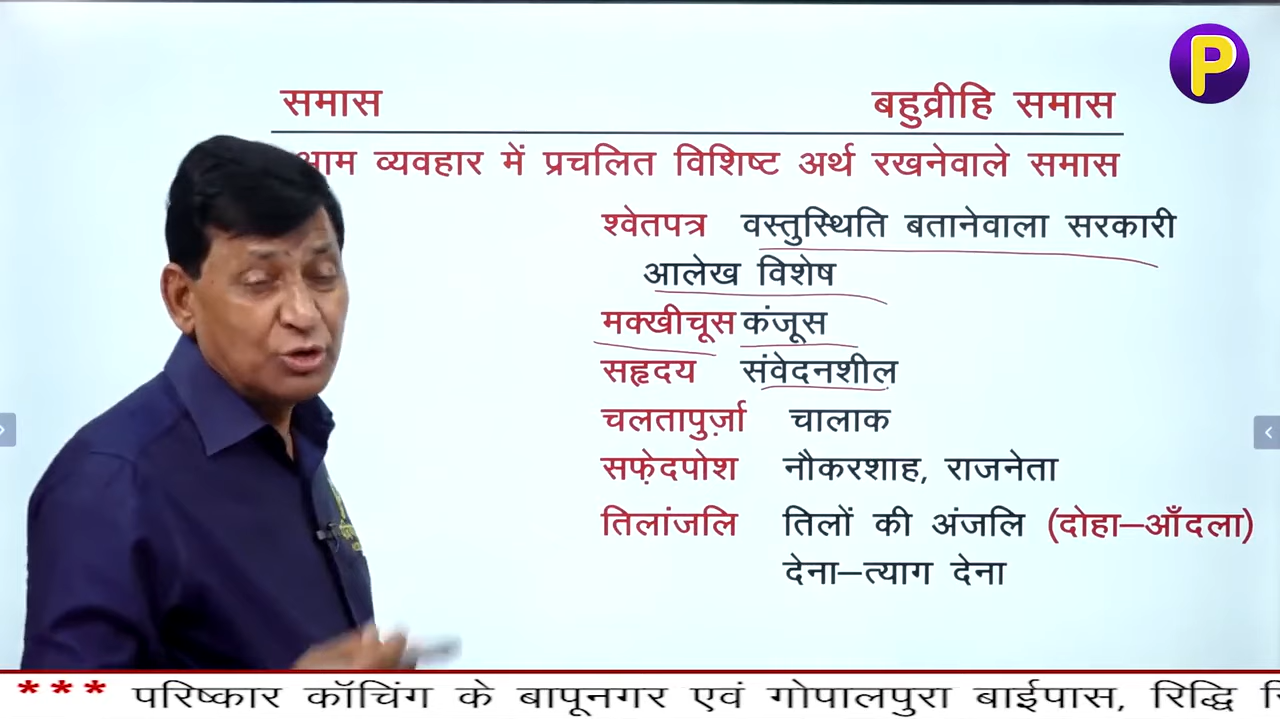 P
समास बहुव्रीहि समास
आम व्यवहार में प्रचलित विशिष्ट अर्थ रखनेवाले समास
श्वेतपत्र वस्तुस्थिति बतानेवाला सरकारी
आलेख विशेष
मक्खीचूस कंजूस
सहृदय संवेदनशील
चलतापुर्ज़ा चालाक
सफ़ेदपोश नौकरशाह, राजनेता
तिलांजलि तिलों की अंजलि (दोहा–आँदला)
देना–त्याग देना
*** परिष्कार कॉचिंग के बापूनगर एवं गोपालपुरा बाईपास, रिद्धि